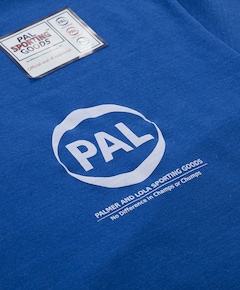 PAL
SPORTING
GOODS
PAL
PALMER AND LOLA SPORTING GOODS
No Difference in Champs or Chumps